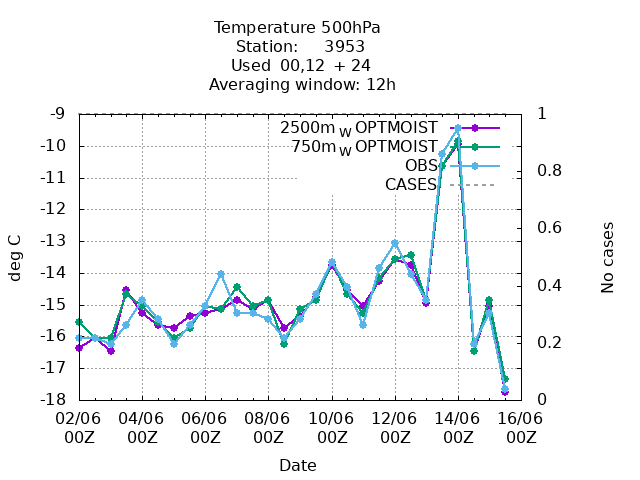 Temperature 500hPa
Station: 3953
Used 00,12 + 24
Averaging window: 12h
2500m_W OPTMOIST
750m_W OPTMOIST
OBS
CASES
deg C
-9
-10
-11
-12
-13
-14
-15
-16
-17
-18
1
0.8
0.6
0.4
0.2
0
No cases
02/06 04/06 06/06 08/06 10/06 12/06 14/06 16/06
00Z 00Z 00Z 00Z 00Z 00Z 00Z 00Z
Date